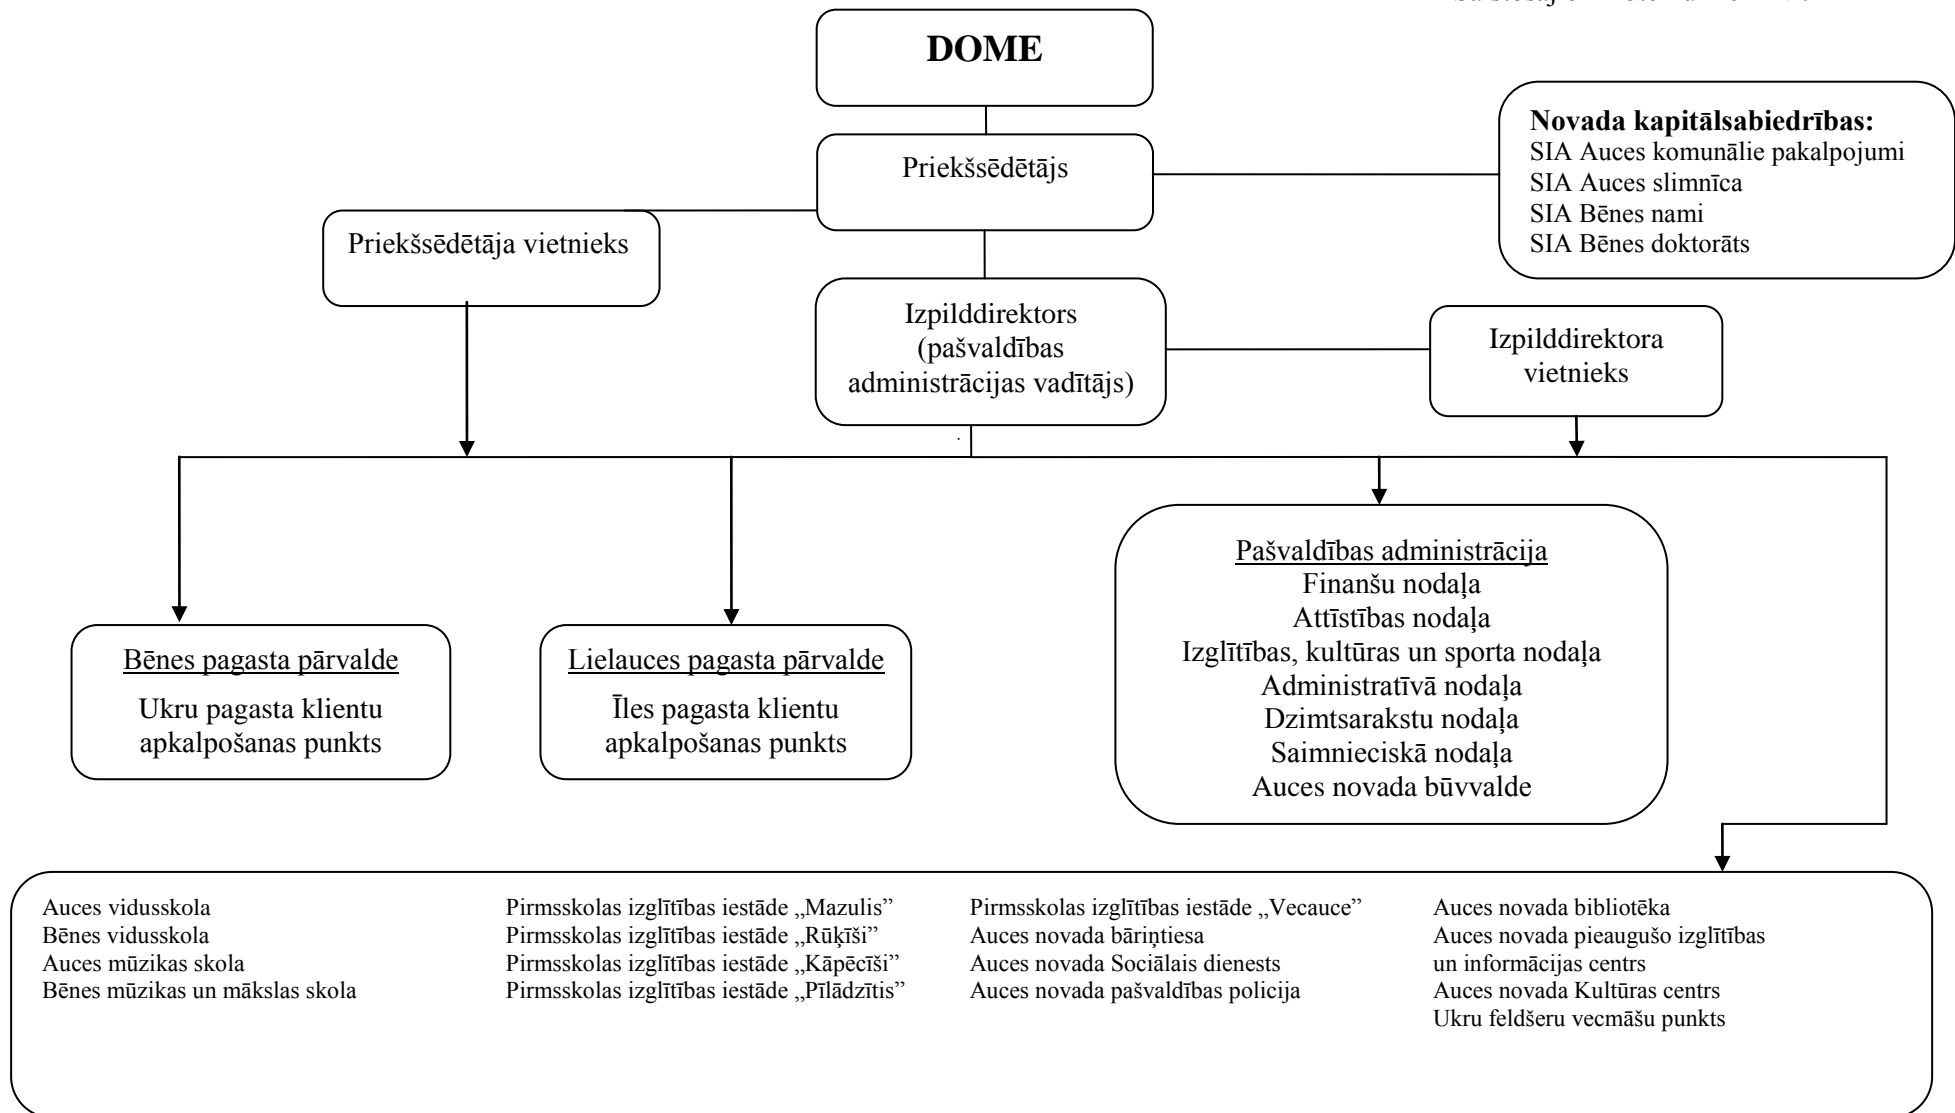 DOME
Novada kapitālsabiedrības:
SIA Auces komunālie pakalpojumi
SIA Auces slimnīca
SIA Bēnes nami
SIA Bēnes doktorāts
Priekšsēdētājs
Priekšsēdētāja vietnieks
Izpilddirektors
(pašvaldības
administrācijas vadītājs)
Izpilddirektora
vietnieks
Pašvaldības administrācija
Finanšu nodaļa
Attīstības nodaļa
Izglītības, kultūras un sporta nodaļa
Administratīvā nodaļa
Dzimtsarakstu nodaļa
Saimnieciskā nodaļa
Auces novada būvvalde
Bēnes pagasta pārvalde
Ukru pagasta klientu
apkalpošanas punkts
Lielauces pagasta pārvalde
Īles pagasta klientu
apkalpošanas punkts
Auces vidusskola
Bēnes vidusskola
Auces mūzikas skola
Bēnes mūzikas un mākslas skola
Pirmsskolas izglītības iestāde „Mazulis”
Pirmsskolas izglītības iestāde „Rūķīši”
Pirmsskolas izglītības iestāde „Kāpēcīši”
Pirmsskolas izglītības iestāde „Pīlādzītis”
Pirmsskolas izglītības iestāde „Vecauce”
Auces novada bāriņtiesa
Auces novada Sociālais dienests
Auces novada pašvaldības policija
Auces novada bibliotēka
Auces novada pieaugušo izglītības
un informācijas centrs
Auces novada Kultūras centrs
Ukru feldšeru vecmāšu punkts